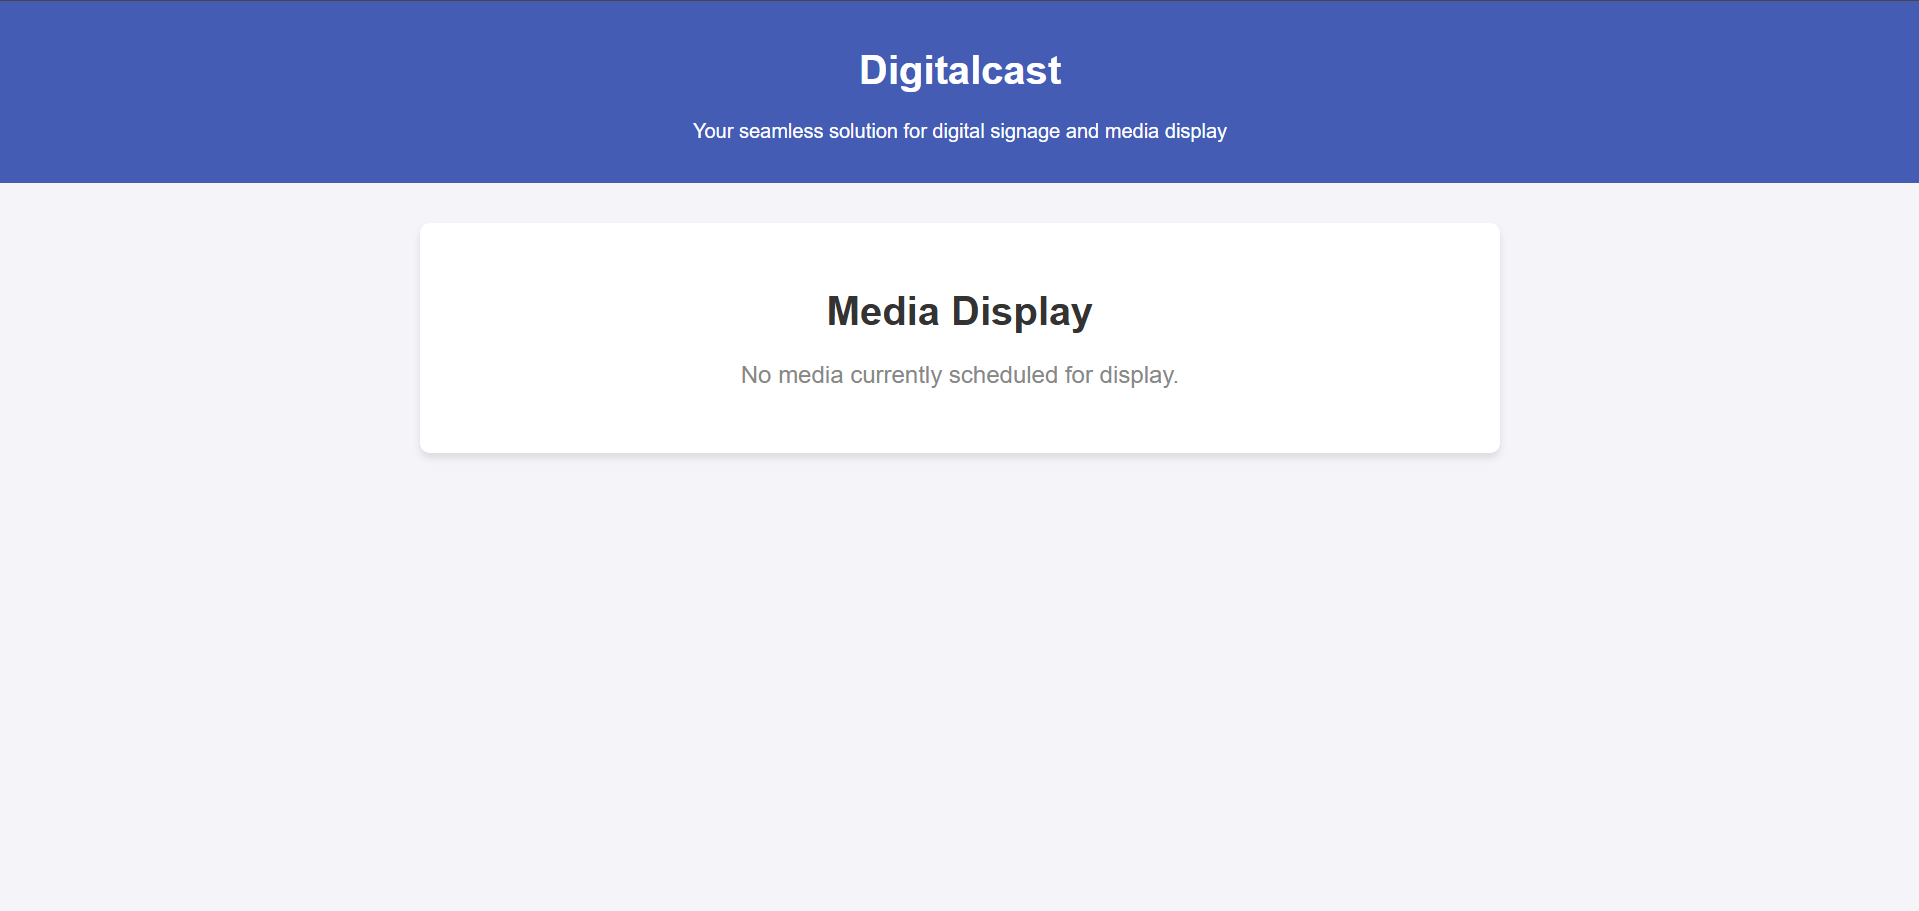 Digitalcast
Your seamless solution for digital signage and media display
Media Display
No media currently scheduled for display.